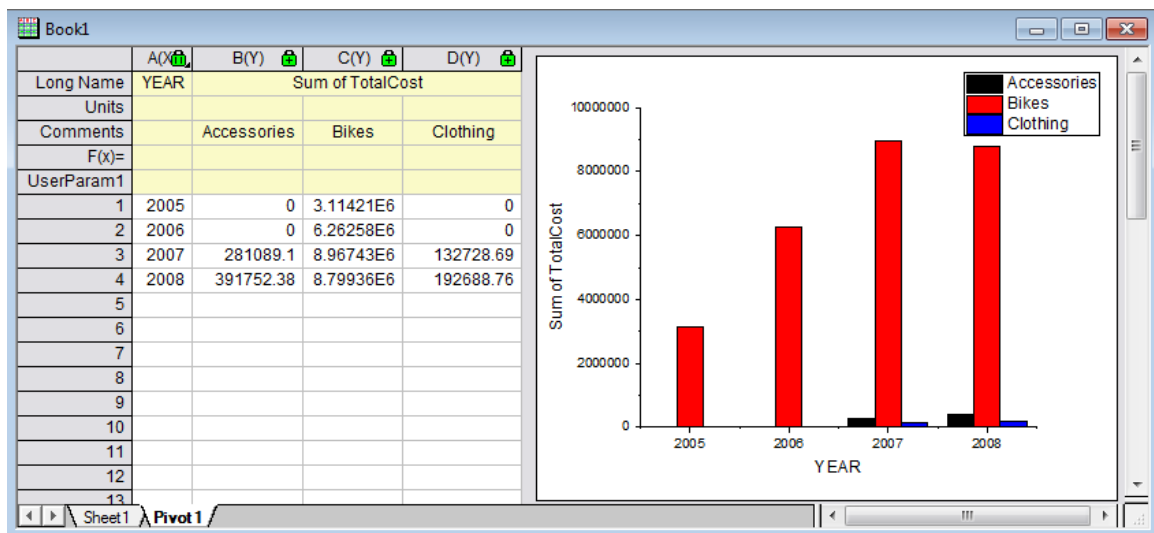 Book1
A(X) B(Y) C(Y) D(Y)
Long Name YEAR Sum of TotalCost
Units
Comments Accessories Bikes Clothing
F(x)=
UserParam1
1 2005 0 3.11421E6 0
2 2006 0 6.26258E6 0
3 2007 281089.1 8.96743E6 132728.69
4 2008 391752.38 8.79936E6 192688.76
5
6
7
8
9
10
11
12
13
Sheet1 Pivot1
Accessories
Bikes
Clothing
10000000
8000000
6000000
4000000
2000000
0
Sum of TotalCost
2005 2006 2007 2008
YEAR